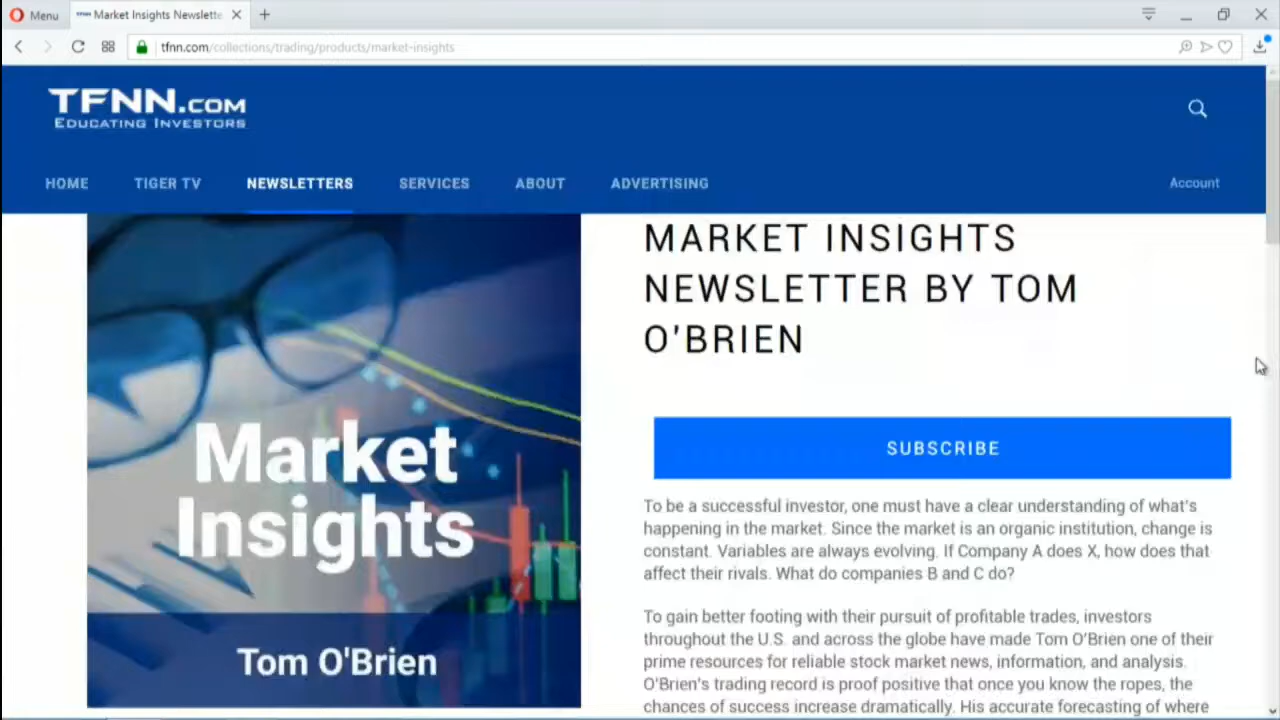 Menu
Market Insights Newslette
tfnn.com/collections/trading/products/market-insights
TFNN.COM
EDUCATING INVESTORS
HOME TIGER TV NEWSLETTERS SERVICES ABOUT ADVERTISING Account
MARKET INSIGHTS
NEWSLETTER BY TOM
O'BRIEN
Market
Insights
Tom O'Brien
SUBSCRIBE
To be a successful investor, one must have a clear understanding of what's
happening in the market. Since the market is an organic institution, change is
constant. Variables are always evolving. If Company A does X, how does that
affect their rivals. What do companies B and C do?
To gain better footing with their pursuit of profitable trades, investors
throughout the U.S. and across the globe have made Tom O'Brien one of their
prime resources for reliable stock market news, information, and analysis.
O'Brien's trading record is proof positive that once you know the ropes, the
chances of success increase dramatically. His accurate forecasting of where